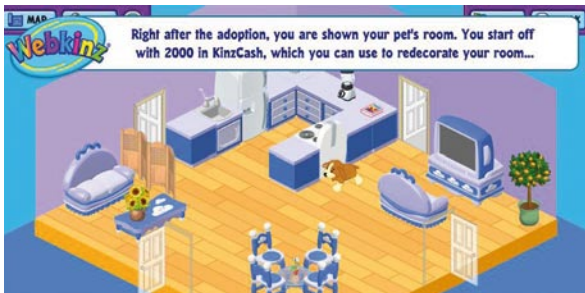 MAP
Webkinz
Right after the adoption, you are shown your pet's room. You start off
with 2000 in KinzCash, which you can use to redecorate your room...